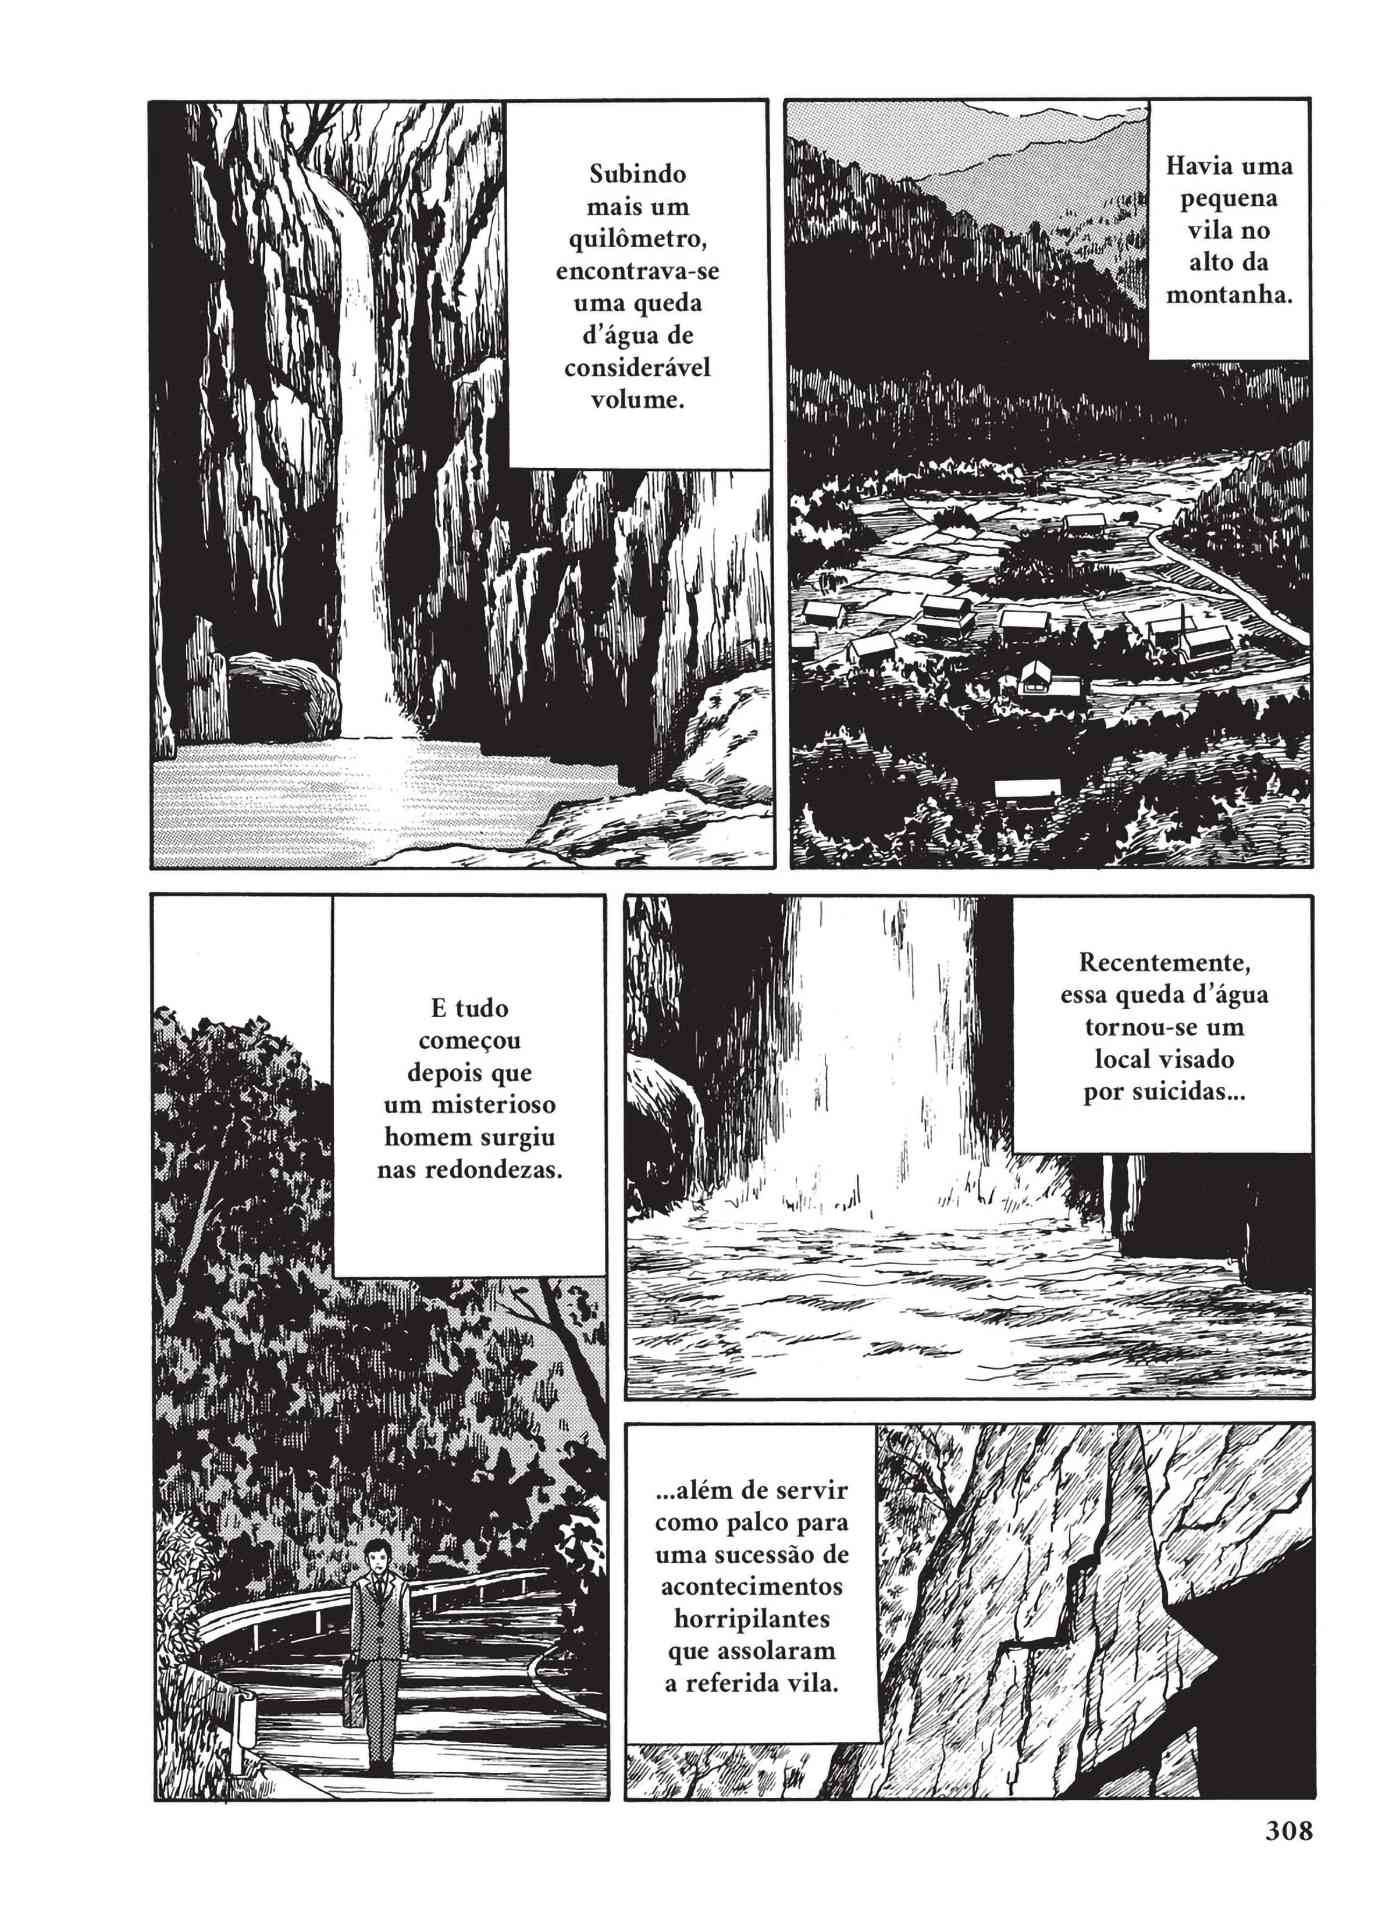 Havia uma
pequena
vila no
alto da
montanha.
Subindo
mais um
quilômetro,
encontrava-se
uma queda
d’água de
considerável
volume.
Recentemente,
essa queda d’água
tornou-se um
local visado
por suicidas...
...além de servir
como palco para
uma sucessão de
acontecimentos
horripilantes
que assolaram
a referida vila.
E tudo
começou
depois que
um misterioso
homem surgiu
nas redondezas.
308